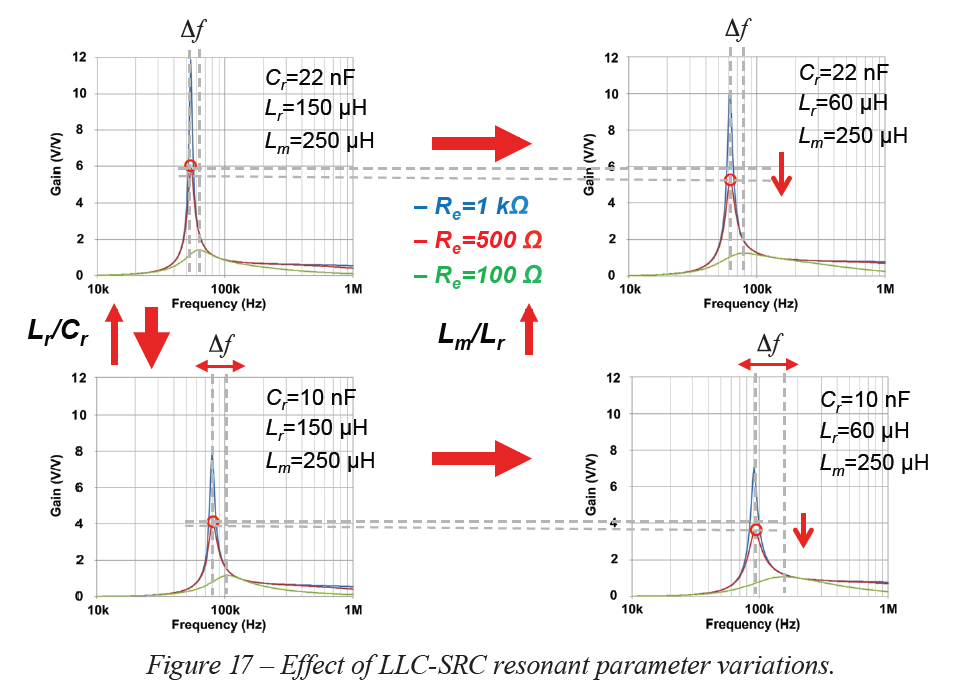 Δf
Δf
12
10
8
6
4
2
0
Gain (V/V)
10k
100k
1M
Frequency (Hz)
Cr=22 nF
Lr=150 µH
Lm=250 µH
12
10
8
6
4
2
0
Gain (V/V)
10k
100k
1M
Frequency (Hz)
Cr=22 nF
Lr=60 µH
Lm=250 µH
– Re=1 kΩ
– Re=500 Ω
– Re=100 Ω
Lr/Cr
Lm/Lr
Δf
Δf
12
10
8
6
4
2
0
Gain (V/V)
10k
100k
1M
Frequency (Hz)
Cr=10 nF
Lr=150 µH
Lm=250 µH
12
10
8
6
4
2
0
Gain (V/V)
10k
100k
1M
Frequency (Hz)
Cr=10 nF
Lr=60 µH
Lm=250 µH
Figure 17 – Effect of LLC-SRC resonant parameter variations.